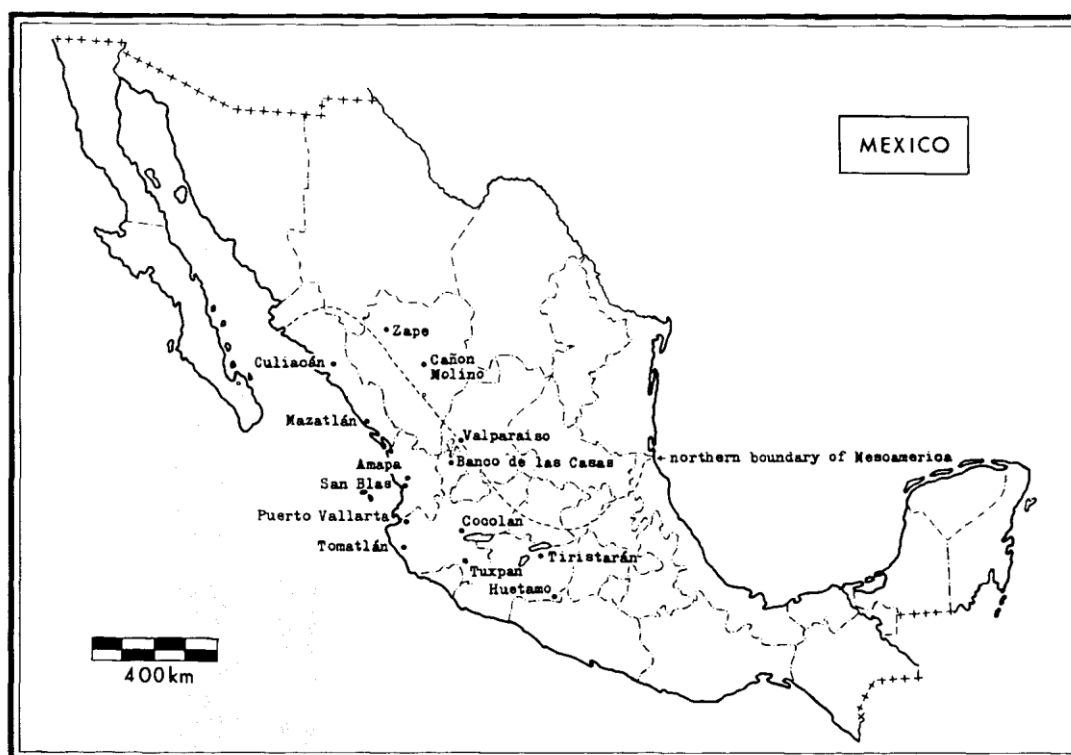 MEXICO
Zape
Culiacán
Cañon
Molino
Mazatlán
Valparaiso
northern boundary of Mesoamerica
Banco de las Casas
Amapa
San Blas
Puerto Vallarta
Cocolan
Tomatlán
Tiristarán
Tuxpan
Huetamo
400km